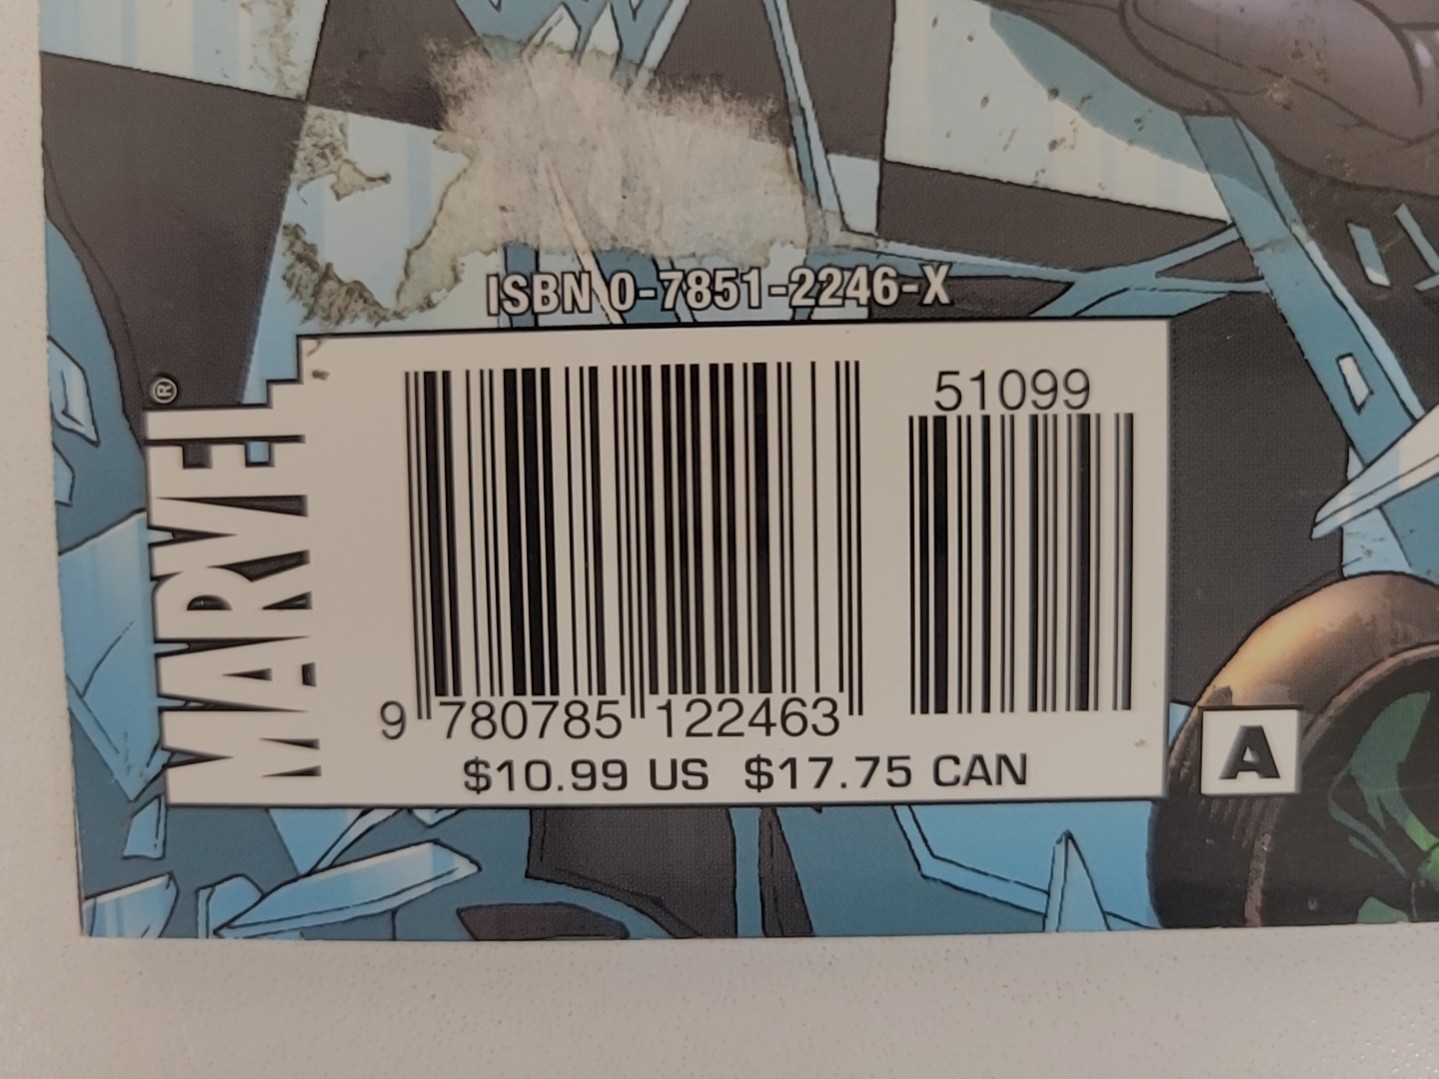 ISBN 0-7851-2246-X
MARVEL®
51099
9 780785 122463
$10.99 US $17.75 CAN
A